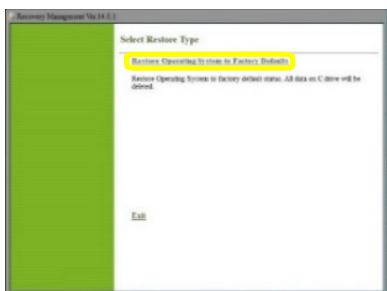 Recovery Management Ver 14.0.1
Select Restore Type
Restore Operating System to Factory Defaults
Restore Operating System to factory default status. All data on C drive will be
deleted.
Exit